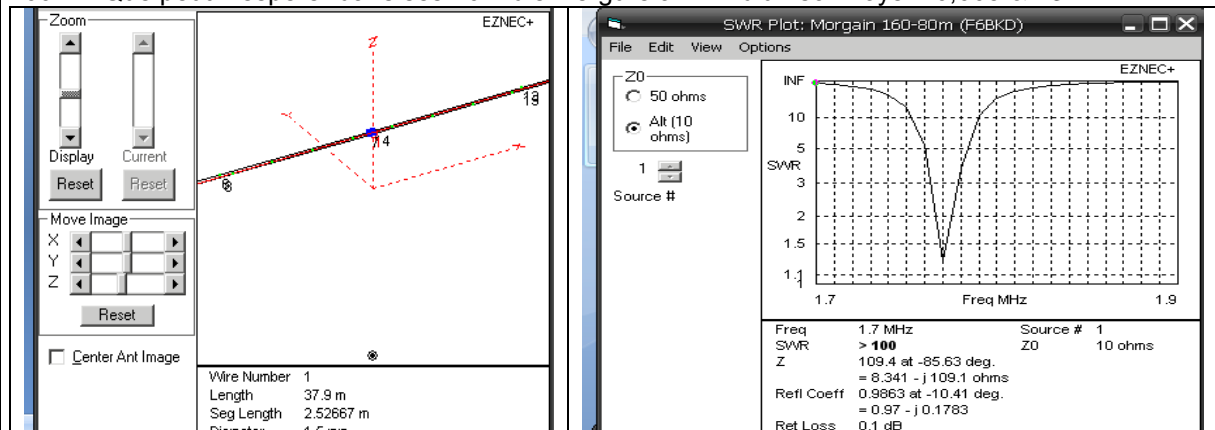 Zoom
Display
Current
Reset
Reset
Move Image
X
Y
Z
Reset
Center Ant Image
EZNEC+
Z
Wire Number 1
Length 37.9 m
Seg Length 2.52667 m
SWR Plot: Morgain 160-80m (F6BKD)
File Edit View Options
Z0
50 ohms
Alt (10
ohms)
1
Source #
EZNEC+
INF
10
5
SWR
3
2
1.5
1.1
1
1.7 Freq MHz 1.9
Freq 1.7 MHz Source # 1
SWR > 100 Z0 10 ohms
Z 109.4 at -85.63 deg.
= 8.341 - j 109.1 ohms
Refl Coeff 0.9863 at -10.41 deg.
= 0.97 - j 0.1783
Ret Loss 0.1 dB